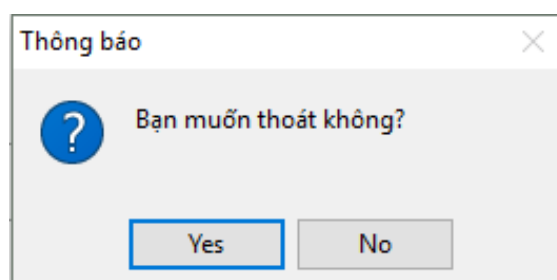 Thông báo
Bạn muốn thoát không?
Yes
No